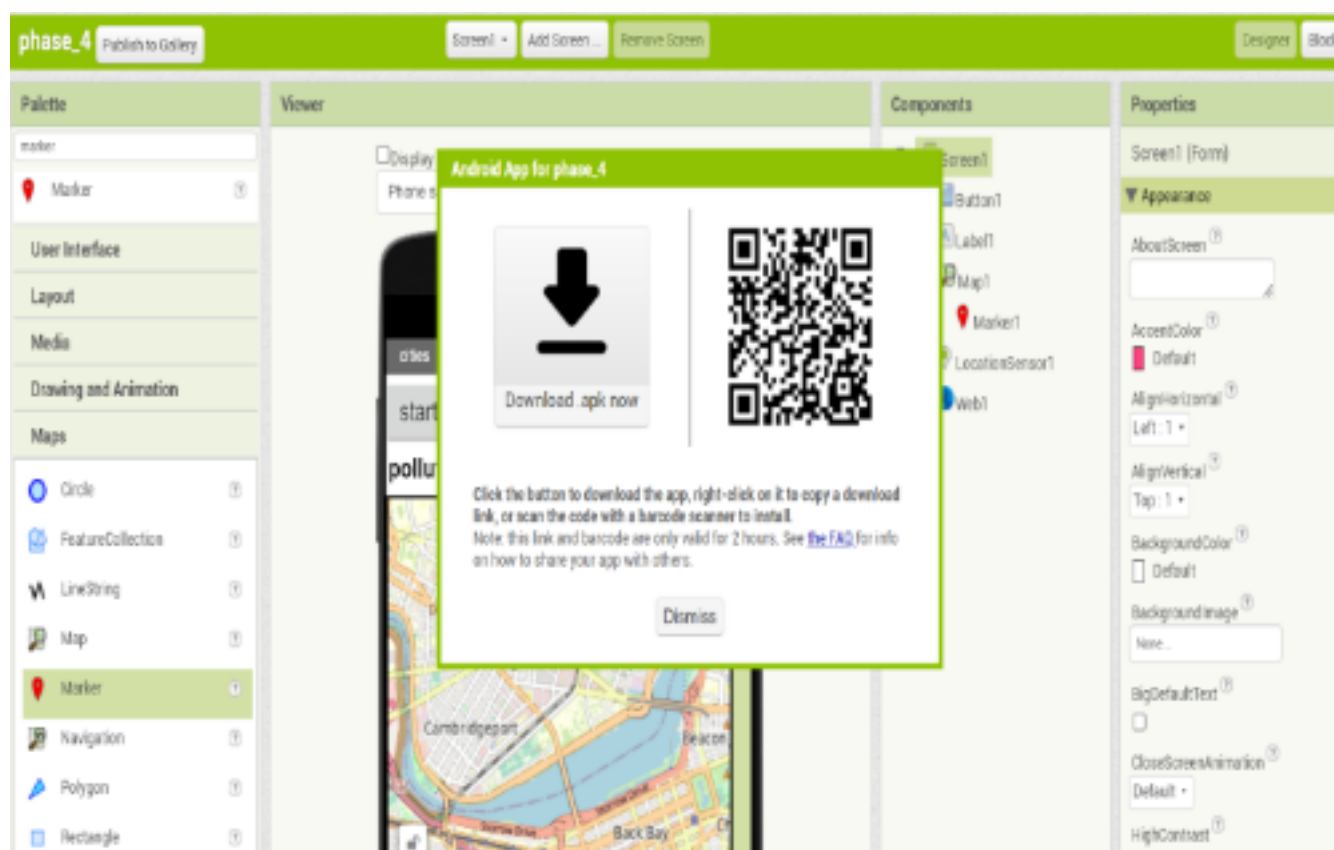 phase_4
Publish to Gallery
Screen1
Add Screen ...
Remove Screen
Designer
Palette
Viewer
Components
Properties
marker
Marker
User Interface
Layout
Media
Drawing and Animation
Maps
Circle
FeatureCollection
LineString
Map
Marker
Navigation
Polygon
Rectangle
Display
Phone
cities
start
Android App for phase_4
Download .apk now
Click the button to download the app, right-click on it to copy a download
link, or scan the code with a barcode scanner to install.
Note: this link and barcode are only valid for 2 hours. See the FAQ for info
on how to share your app with others.
Dismiss
Cambridgeport
Beacon
Back Bay
Screen1
Button1
Label1
Map1
Marker1
LocationSensor1
Web1
Screen1 (Form)
Appearance
AboutScreen
AccentColor
Default
AlignHorizontal
Left : 1
AlignVertical
Top : 1
BackgroundColor
Default
BackgroundImage
None...
BigDefaultText
CloseScreenAnimation
Default
HighContrast